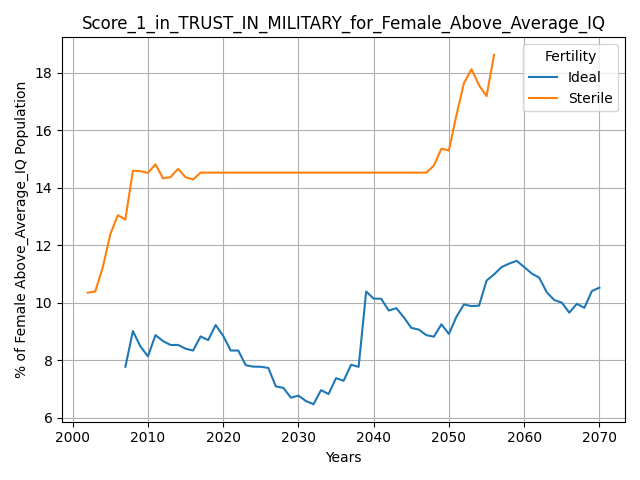 Score_1_in_TRUST_IN_MILITARY_for_Female_Above_Average_IQ
Fertility
Ideal
Sterile
% of Female Above_Average_IQ Population
18
16
14
12
10
8
6
2000 2010 2020 2030 2040 2050 2060 2070
Years